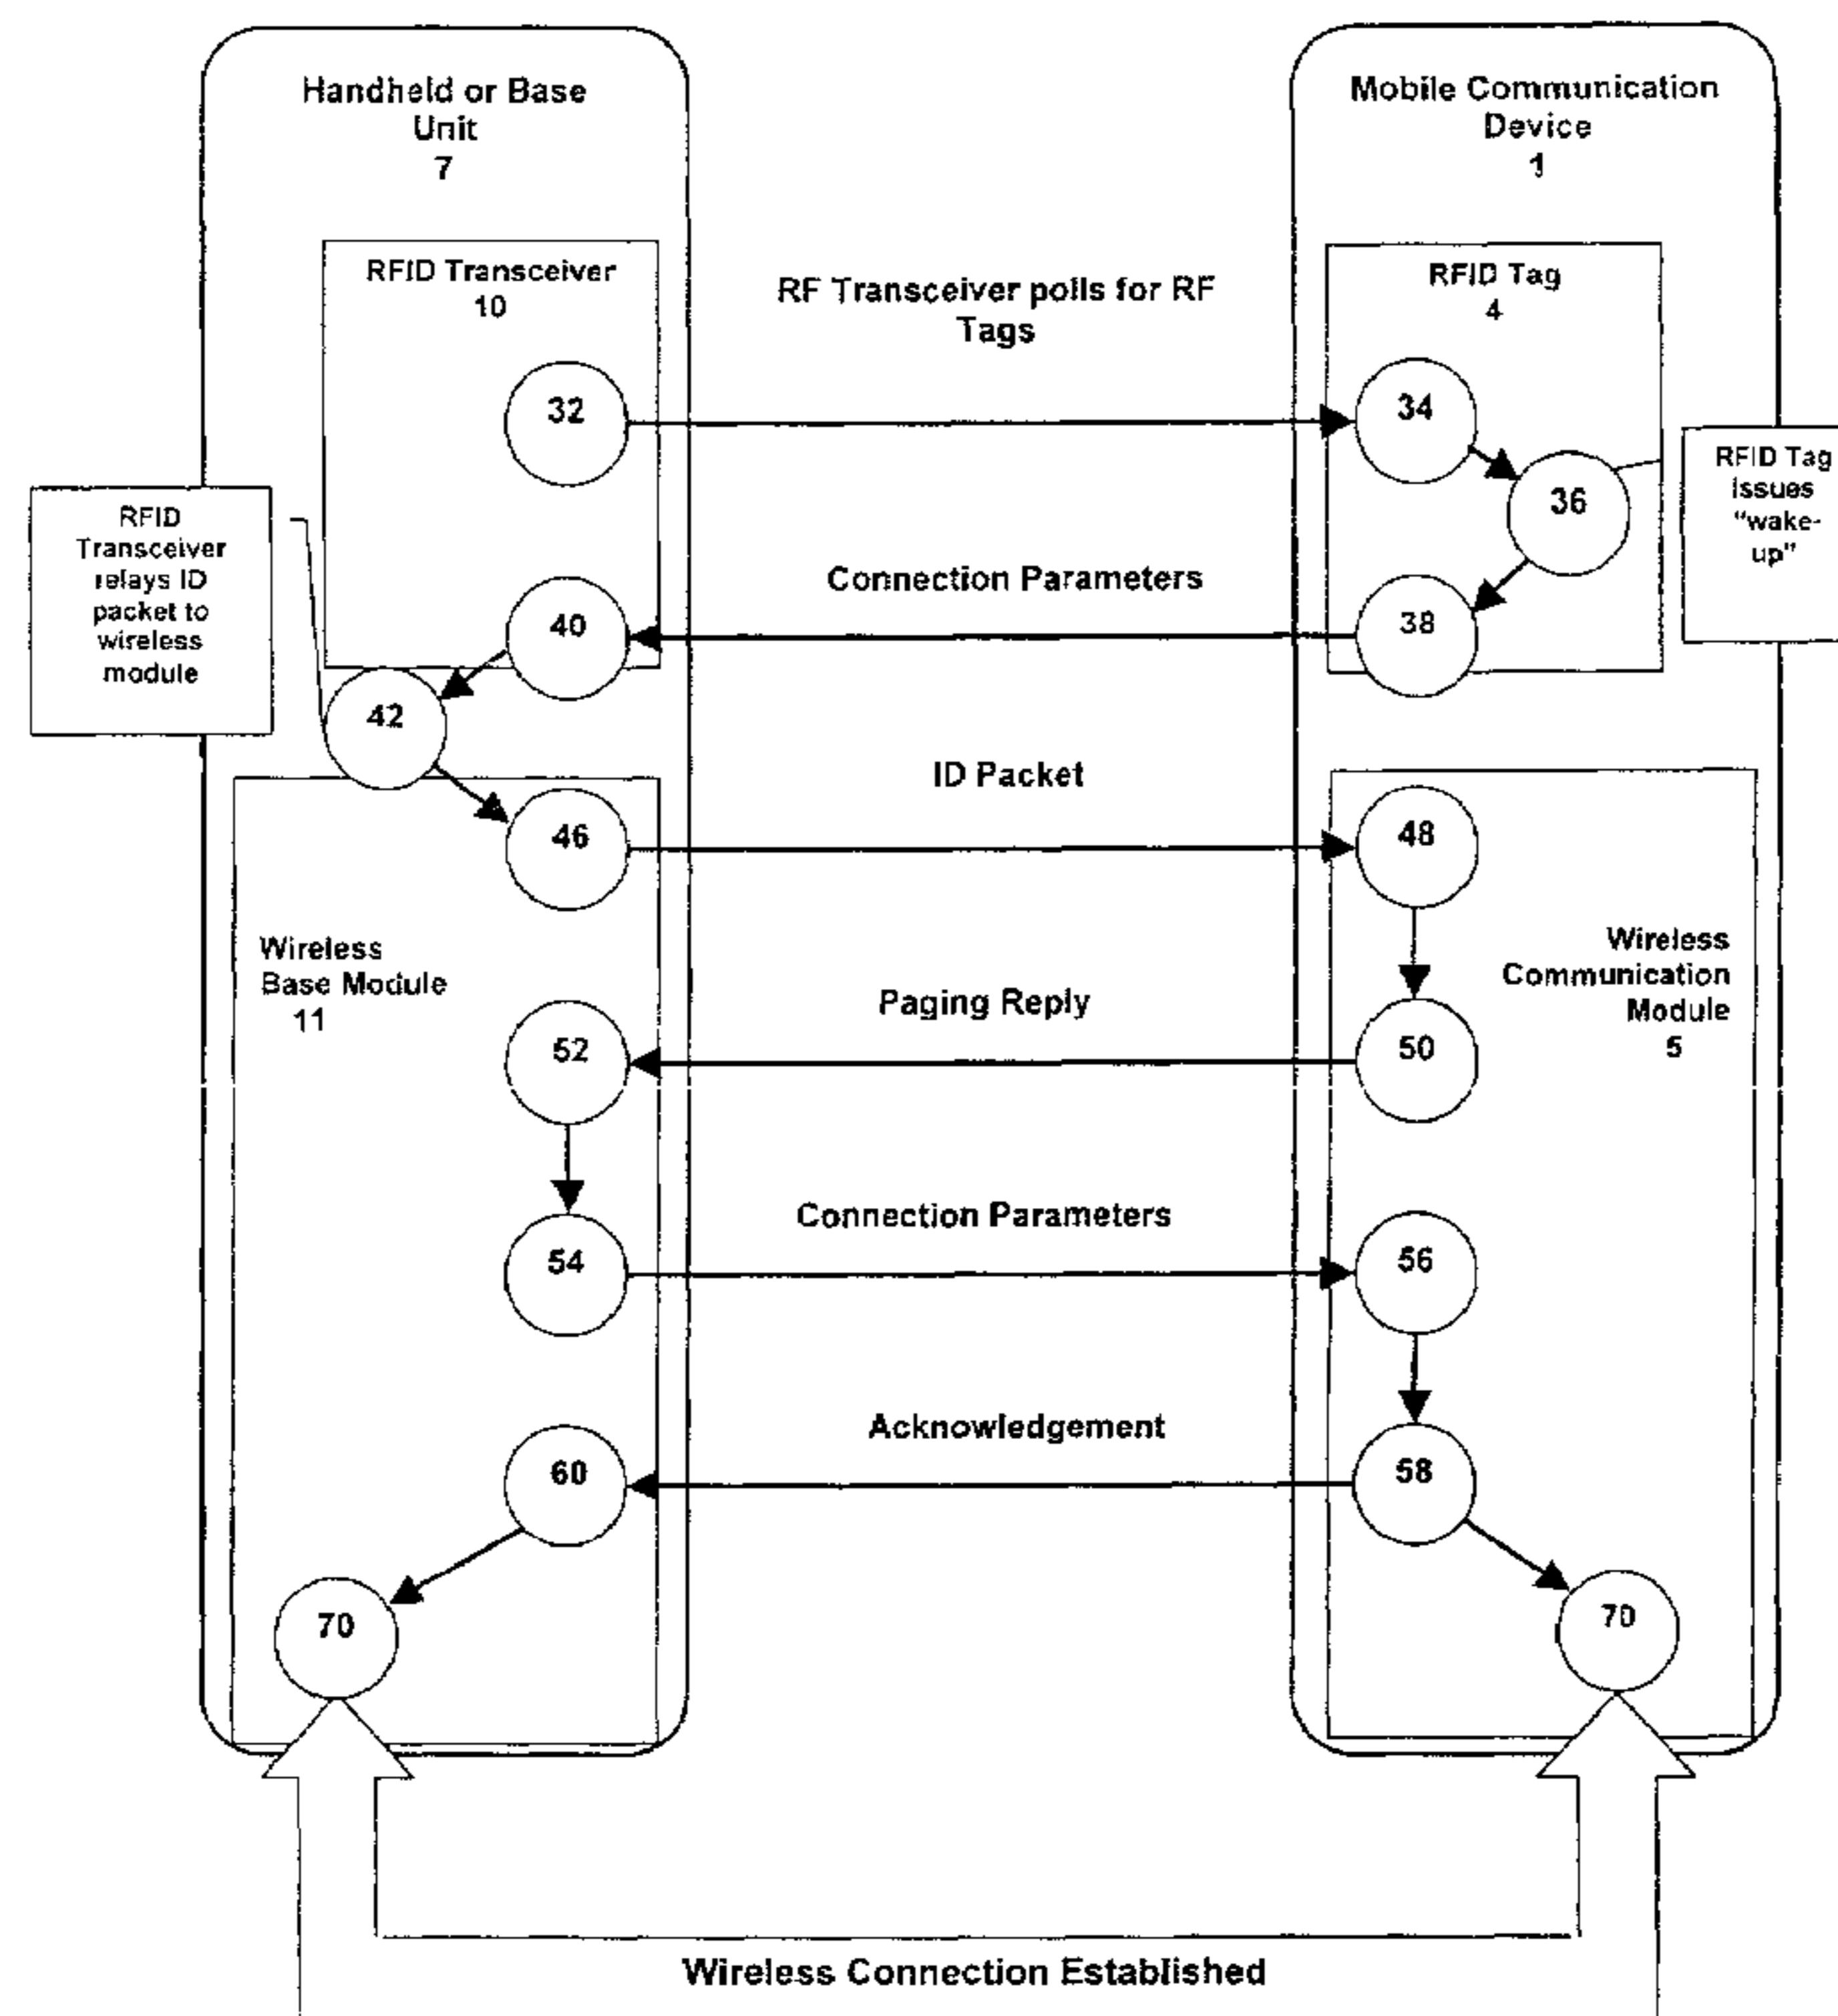 Handheld or Base
Unit
7
Mobile Communication
Device
1
RFID Transceiver
10
RF Transceiver polls for RF
Tags
RFID Tag
4
32
34
36
RFID Tag
issues
"wake-
up"
RFID
Transceiver
relays ID
packet to
wireless
module
Connection Parameters
40
38
42
ID Packet
46
48
Wireless
Base Module
11
Wireless
Communication
Module
5
Paging Reply
52
50
Connection Parameters
54
56
Acknowledgement
60
58
70
70
Wireless Connection Established